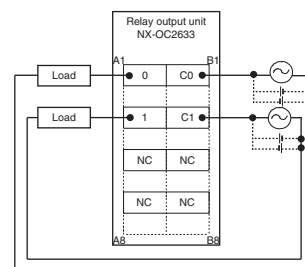 Relay output unit
NX-OC2633
A1 B1
Load 0 C0
Load 1 C1
NC NC
NC NC
A8 B8